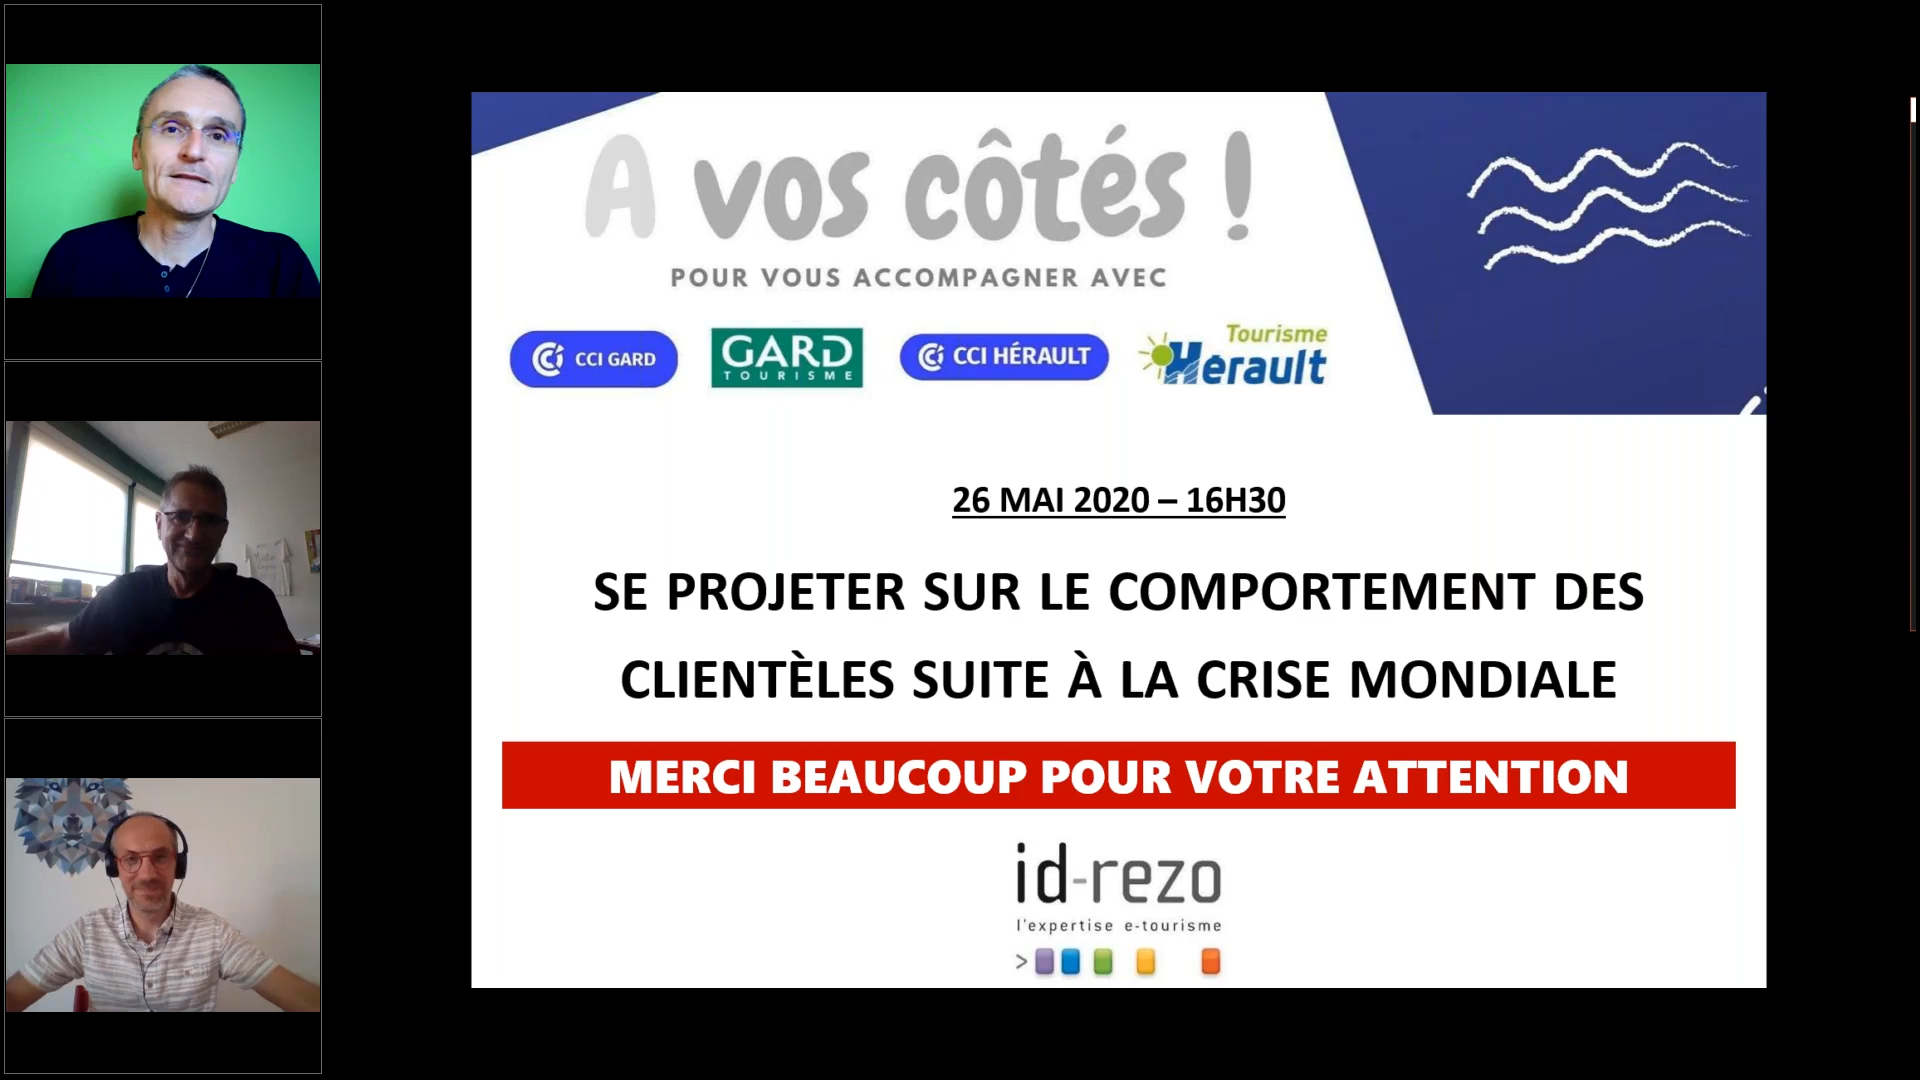 A vos côtés !
POUR VOUS ACCOMPAGNER AVEC
CCI GARD
GARD
TOURISME
CCI HÉRAULT
Tourisme
Hérault
26 MAI 2020 – 16H30
SE PROJETER SUR LE COMPORTEMENT DES
CLIENTÈLES SUITE À LA CRISE MONDIALE
MERCI BEAUCOUP POUR VOTRE ATTENTION
id-rezo
l'expertise e-tourisme
>